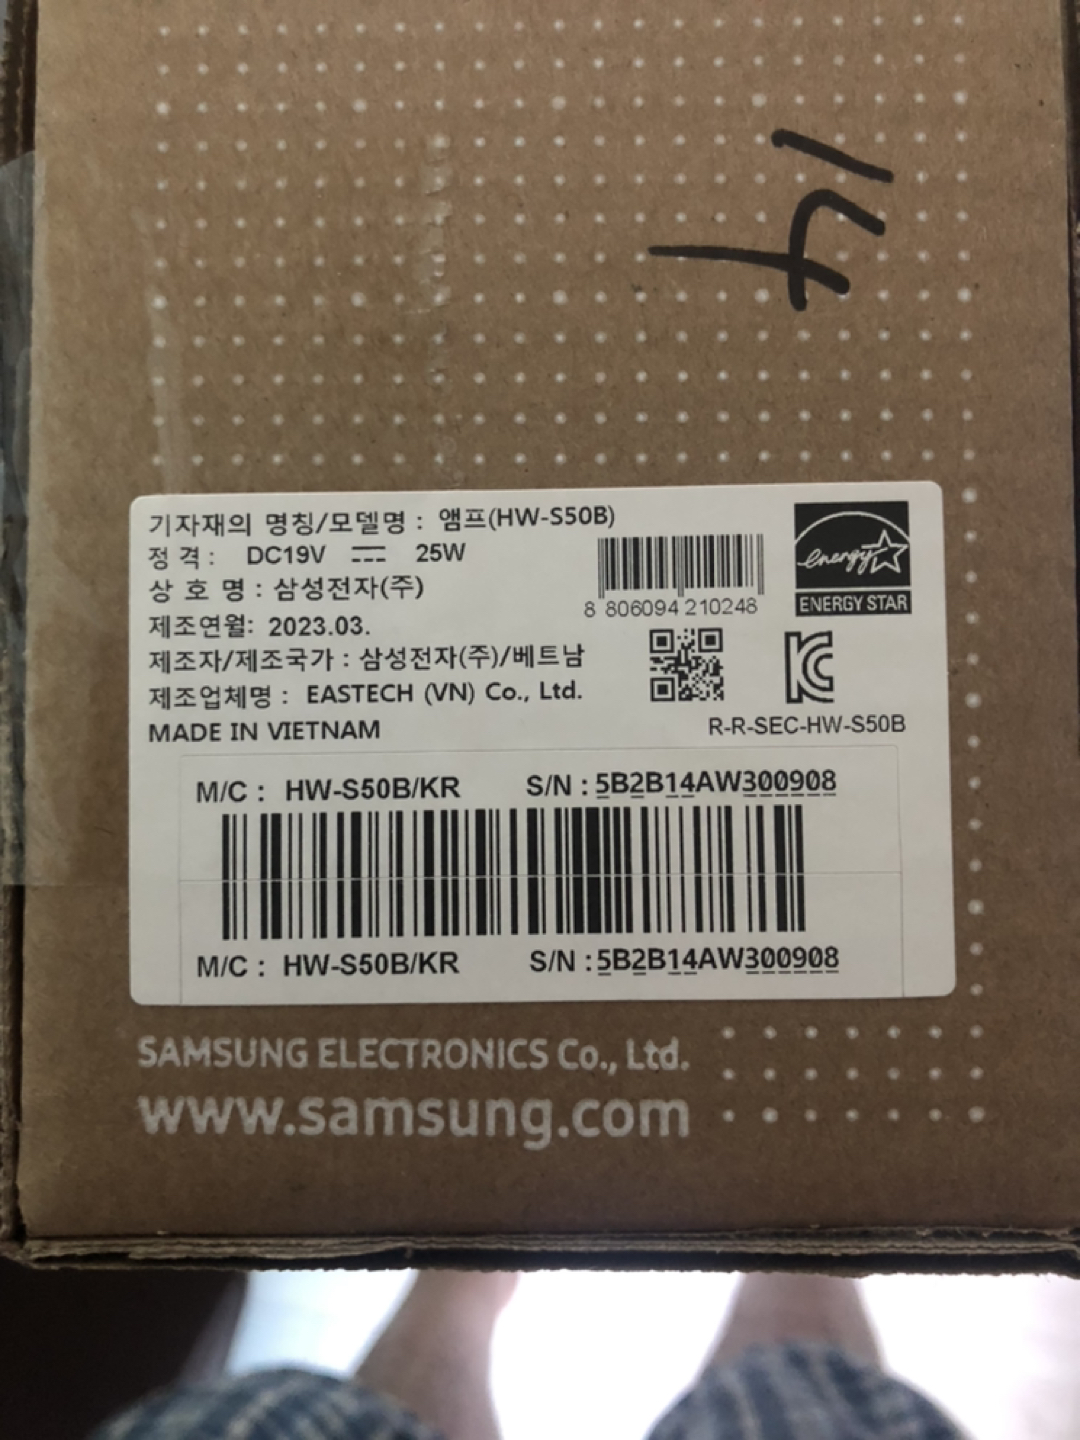 14
기자재의 명칭/모델명 : 앰프(HW-S50B)
정 격 : DC19V 25W
상 호 명 : 삼성전자(주)
제조연월: 2023.03.
제조자/제조국가 : 삼성전자(주)/베트남
제조업체명 : EASTECH (VN) Co., Ltd.
MADE IN VIETNAM
8 806094 210248
energy
ENERGY STAR
R-R-SEC-HW-S50B
M/C : HW-S50B/KR S/N : 5B2B14AW300908
M/C : HW-S50B/KR S/N : 5B2B14AW300908
SAMSUNG ELECTRONICS Co., Ltd.
www.samsung.com